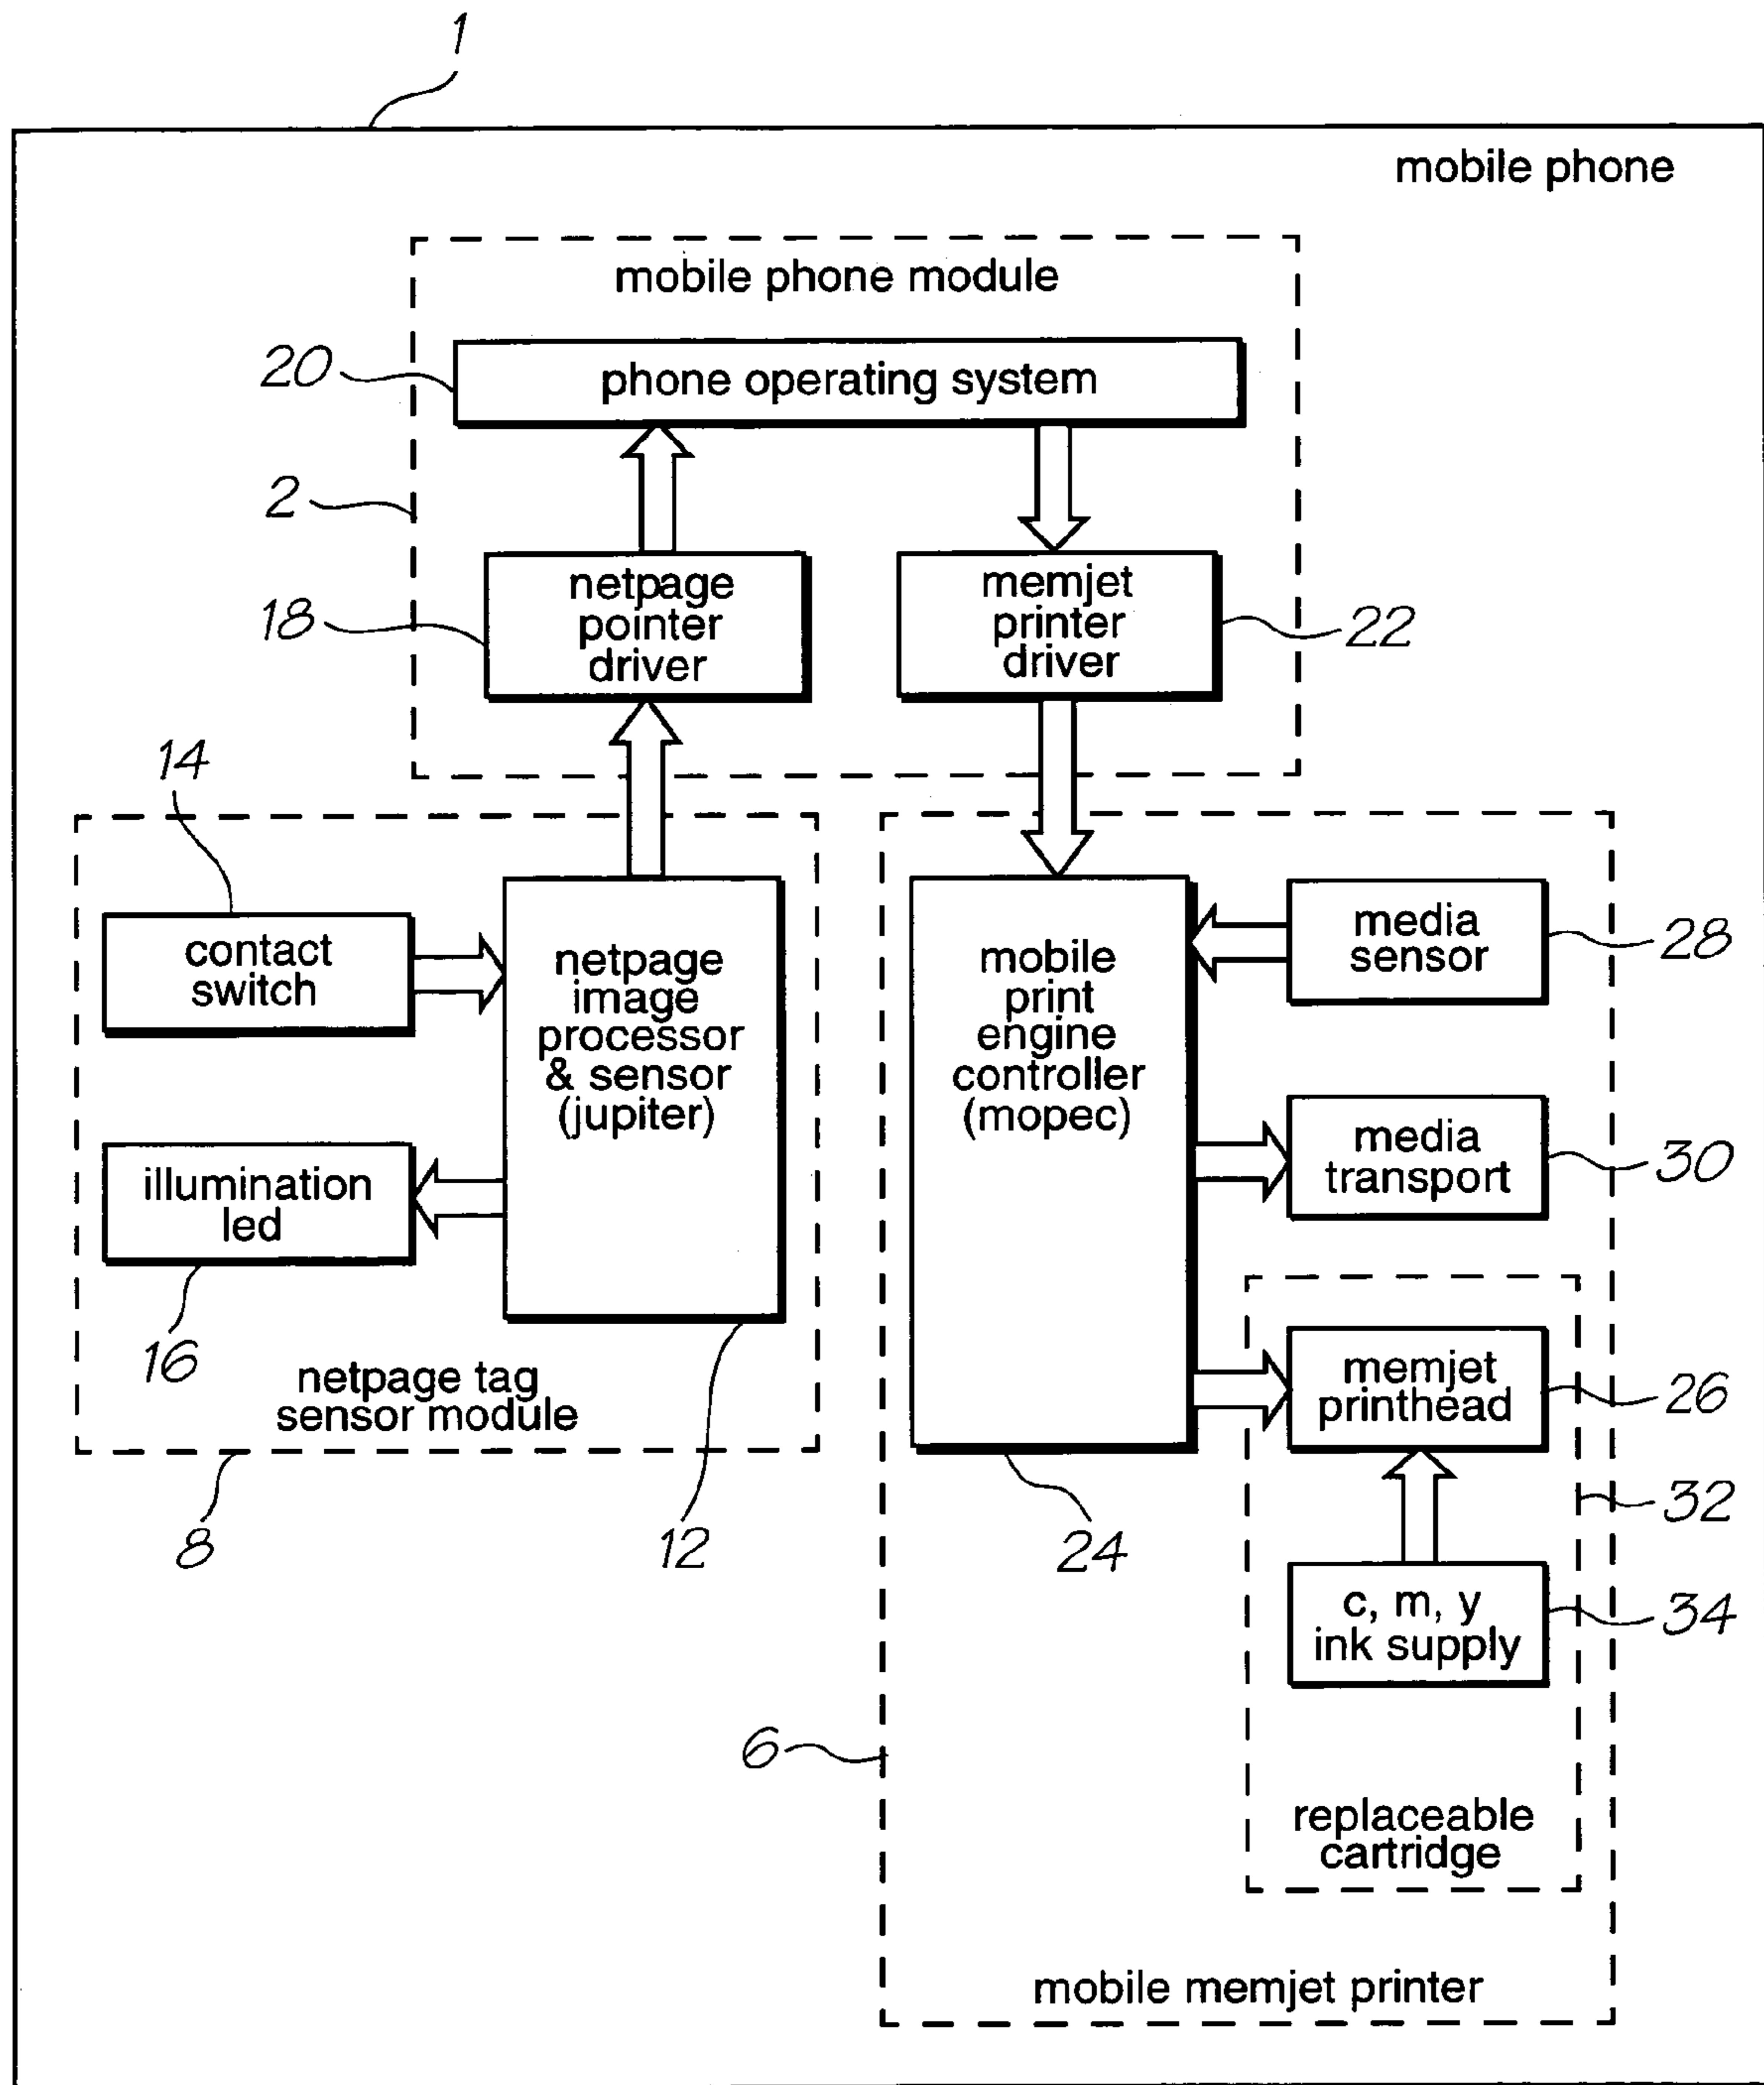 1
mobile phone
mobile phone module
20
phone operating system
2
18
netpage
pointer
driver
memjet
printer
driver
22
14
contact
switch
netpage
image
processor
& sensor
(jupiter)
illumination
led
16
netpage tag
sensor module
8
12
mobile
print
engine
controller
(mopec)
media
sensor
28
media
transport
30
memjet
printhead
26
32
24
c, m, y
ink supply
34
6
replaceable
cartridge
mobile memjet printer